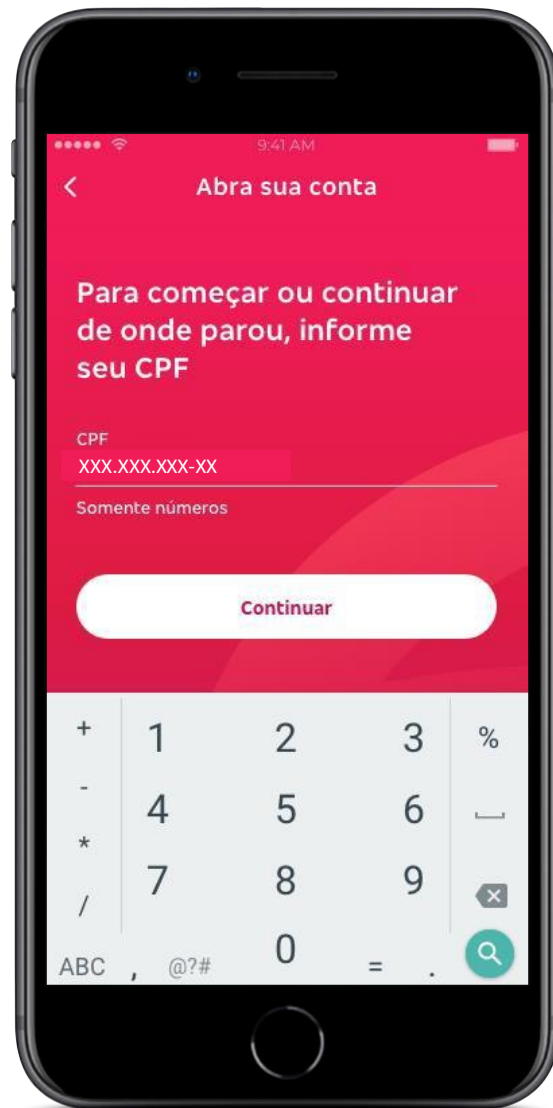 9:41 AM
Abra sua conta
Para começar ou continuar
de onde parou, informe
seu CPF
CPF
XXX.XXX.XXX-XX
Somente números
Continuar
+ 1 2 3 %
- 4 5 6
*
7 8 9
/
ABC , @?# 0 = .